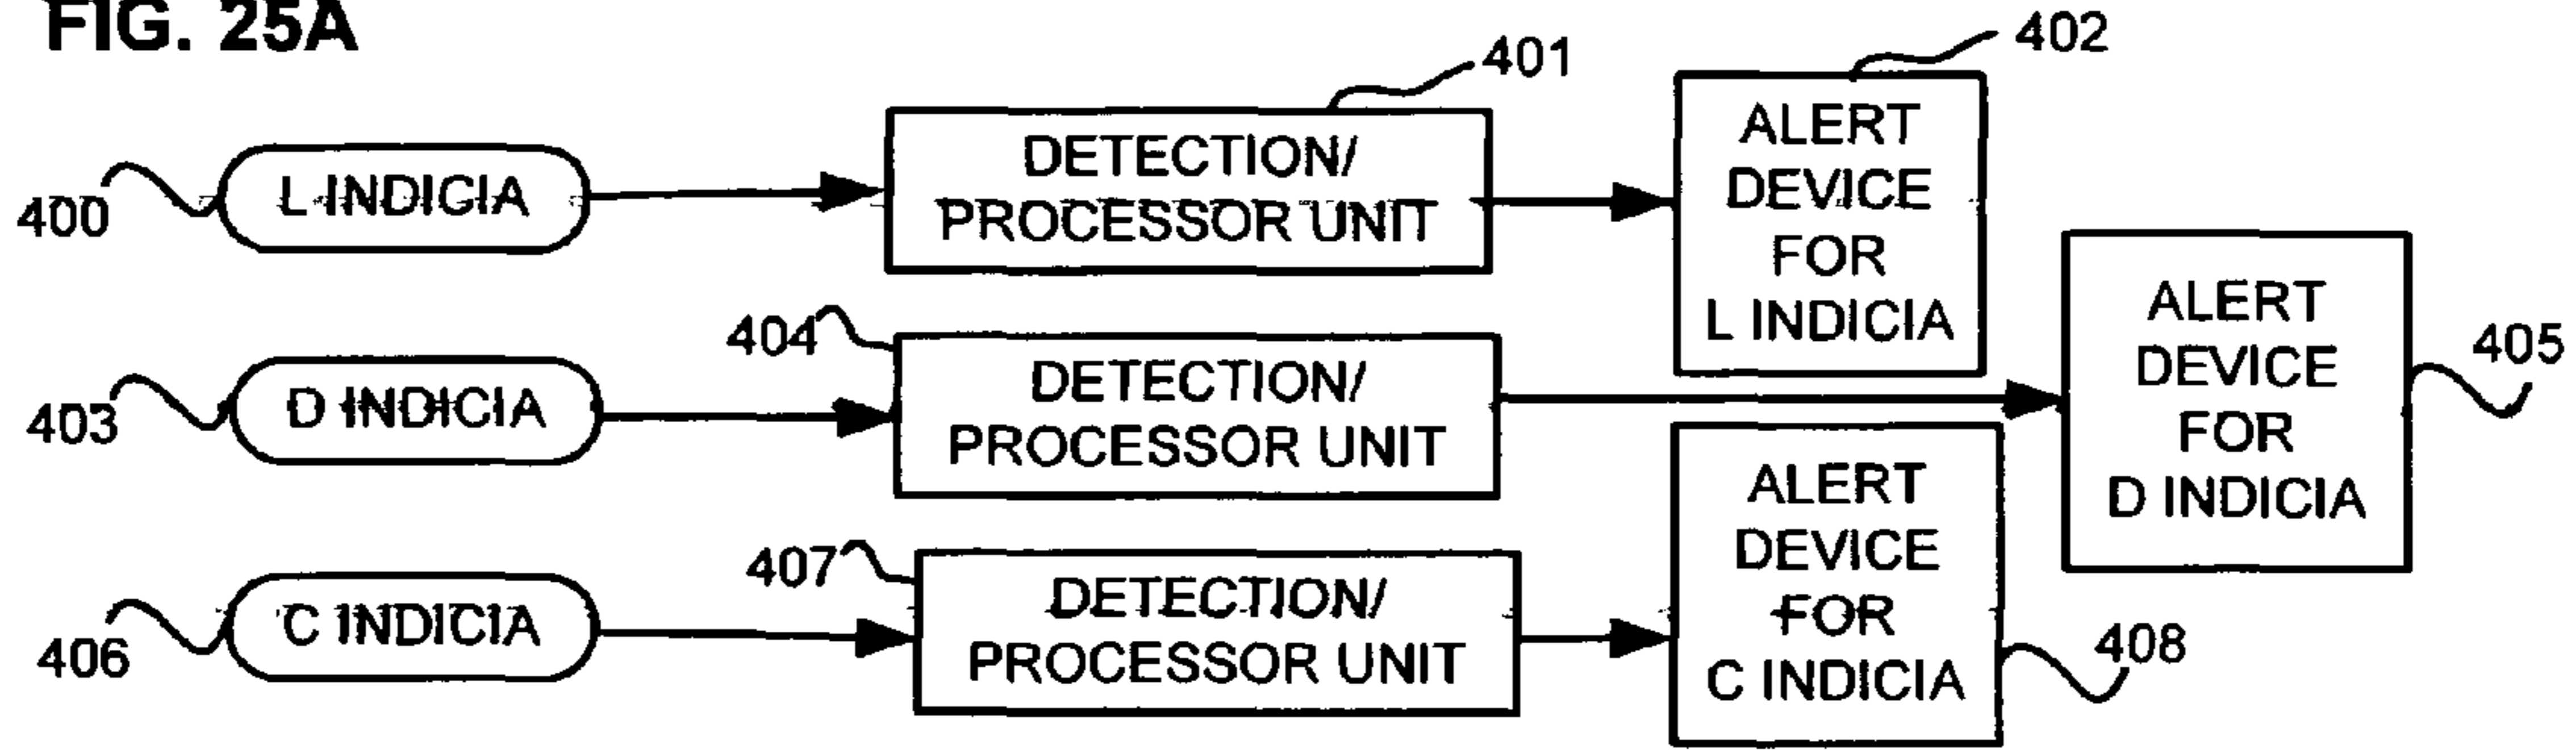 FIG. 25A
400
L INDICIA
401
DETECTION/
PROCESSOR UNIT
402
ALERT
DEVICE
FOR
L INDICIA
403
D INDICIA
404
DETECTION/
PROCESSOR UNIT
405
ALERT
DEVICE
FOR
D INDICIA
406
C INDICIA
407
DETECTION/
PROCESSOR UNIT
408
ALERT
DEVICE
FOR
C INDICIA